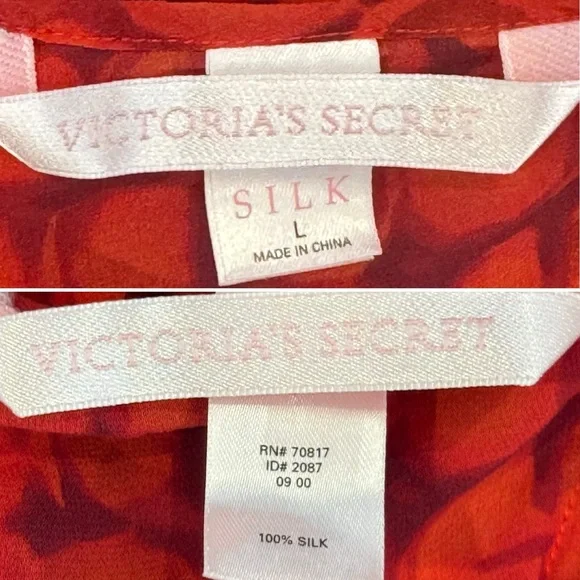 VICTORIA'S SECRET
SILK
L
MADE IN CHINA
VICTORIA'S SECRET
RN# 70817
ID# 2087
09 00
100% SILK